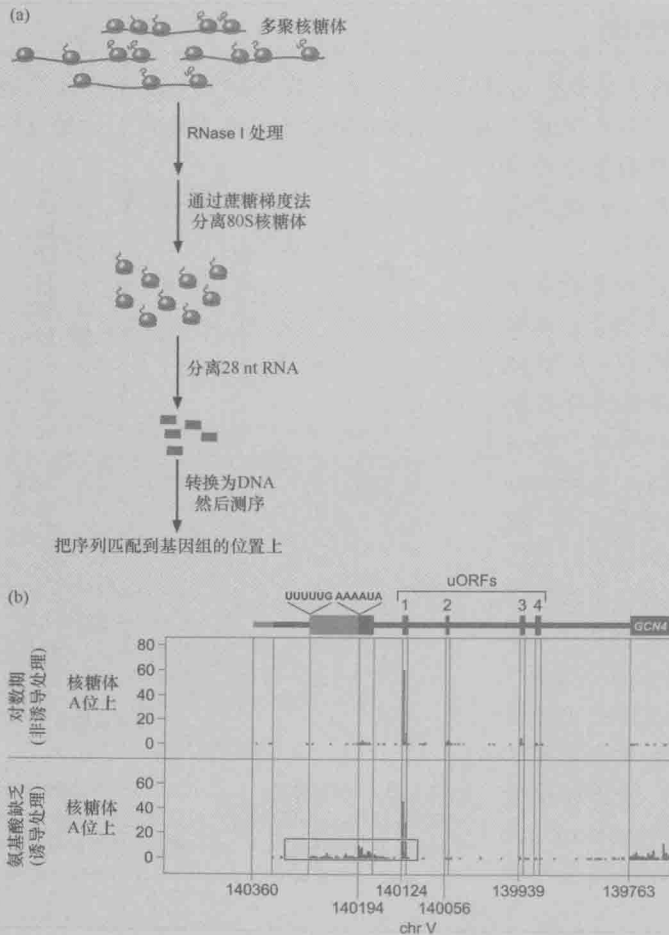 (a)
多聚核糖体
RNase I 处理
通过蔗糖梯度法
分离80S核糖体
分离28 nt RNA
转换为DNA
然后测序
把序列匹配到基因组的位置上
(b)
uORFs
UUUUUG AAAAUA 1 2 3 4
GCN4
对数期
(非诱导处理)
核糖体
A位上
80
60
40
20
0
氨基酸缺乏
(诱导处理)
核糖体
A位上
60
40
20
0
140360 140124 139939 139763
140194 140056
chr V